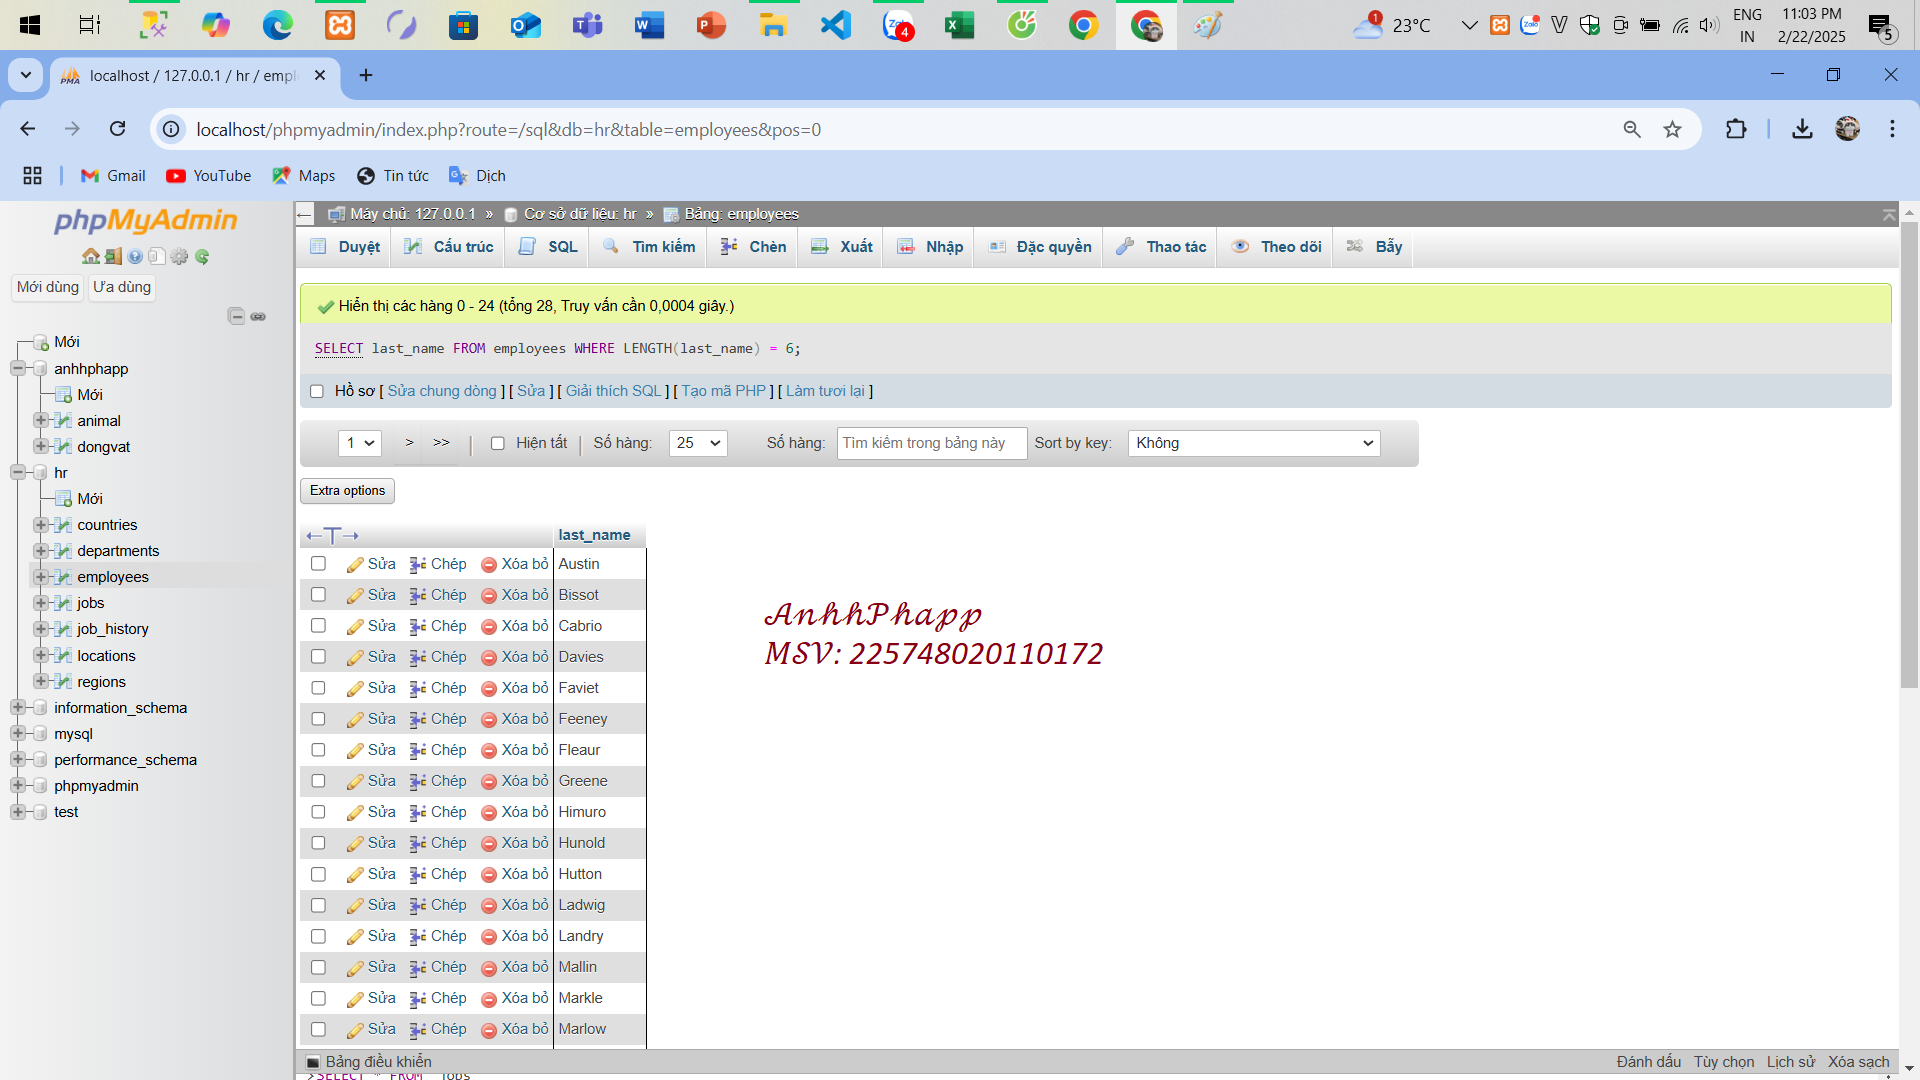 ENG
IN
11:03 PM
2/22/2025
23°C
1
4
5
PMA
localhost / 127.0.0.1 / hr / empl
localhost/phpmyadmin/index.php?route=/sql&db=hr&table=employees&pos=0
Gmail YouTube Maps Tin tức Dịch
phpMyAdmin
Mới dùng Ưa dùng
Mới
anhhphapp
Mới
animal
dongvat
hr
Mới
countries
departments
employees
jobs
job_history
locations
regions
information_schema
mysql
performance_schema
phpmyadmin
test
Máy chủ: 127.0.0.1 » Cơ sở dữ liệu: hr » Bảng: employees
Duyệt Cấu trúc SQL Tìm kiếm Chèn Xuất Nhập Đặc quyền Thao tác Theo dõi Bẫy
Hiển thị các hàng 0 - 24 (tổng 28, Truy vấn cần 0,0004 giây.)
SELECT last_name FROM employees WHERE LENGTH(last_name) = 6;
Hồ sơ [ Sửa chung dòng ] [ Sửa ] [ Giải thích SQL ] [ Tạo mã PHP ] [ Làm tươi lại ]
1 > >> | Hiện tất | Số hàng: 25 Số hàng: Tìm kiếm trong bảng này Sort by key: Không
Extra options
←T→ last_name
Sửa Chép Xóa bỏ Austin
Sửa Chép Xóa bỏ Bissot
Sửa Chép Xóa bỏ Cabrio
Sửa Chép Xóa bỏ Davies
Sửa Chép Xóa bỏ Faviet
Sửa Chép Xóa bỏ Feeney
Sửa Chép Xóa bỏ Fleaur
Sửa Chép Xóa bỏ Greene
Sửa Chép Xóa bỏ Himuro
Sửa Chép Xóa bỏ Hunold
Sửa Chép Xóa bỏ Hutton
Sửa Chép Xóa bỏ Ladwig
Sửa Chép Xóa bỏ Landry
Sửa Chép Xóa bỏ Mallin
Sửa Chép Xóa bỏ Markle
Sửa Chép Xóa bỏ Marlow
AnhhPhapp
MSV: 225748020110172
Bảng điều khiển
Đánh dấu Tùy chọn Lịch sử Xóa sạch
>SELECT * FROM `jobs`